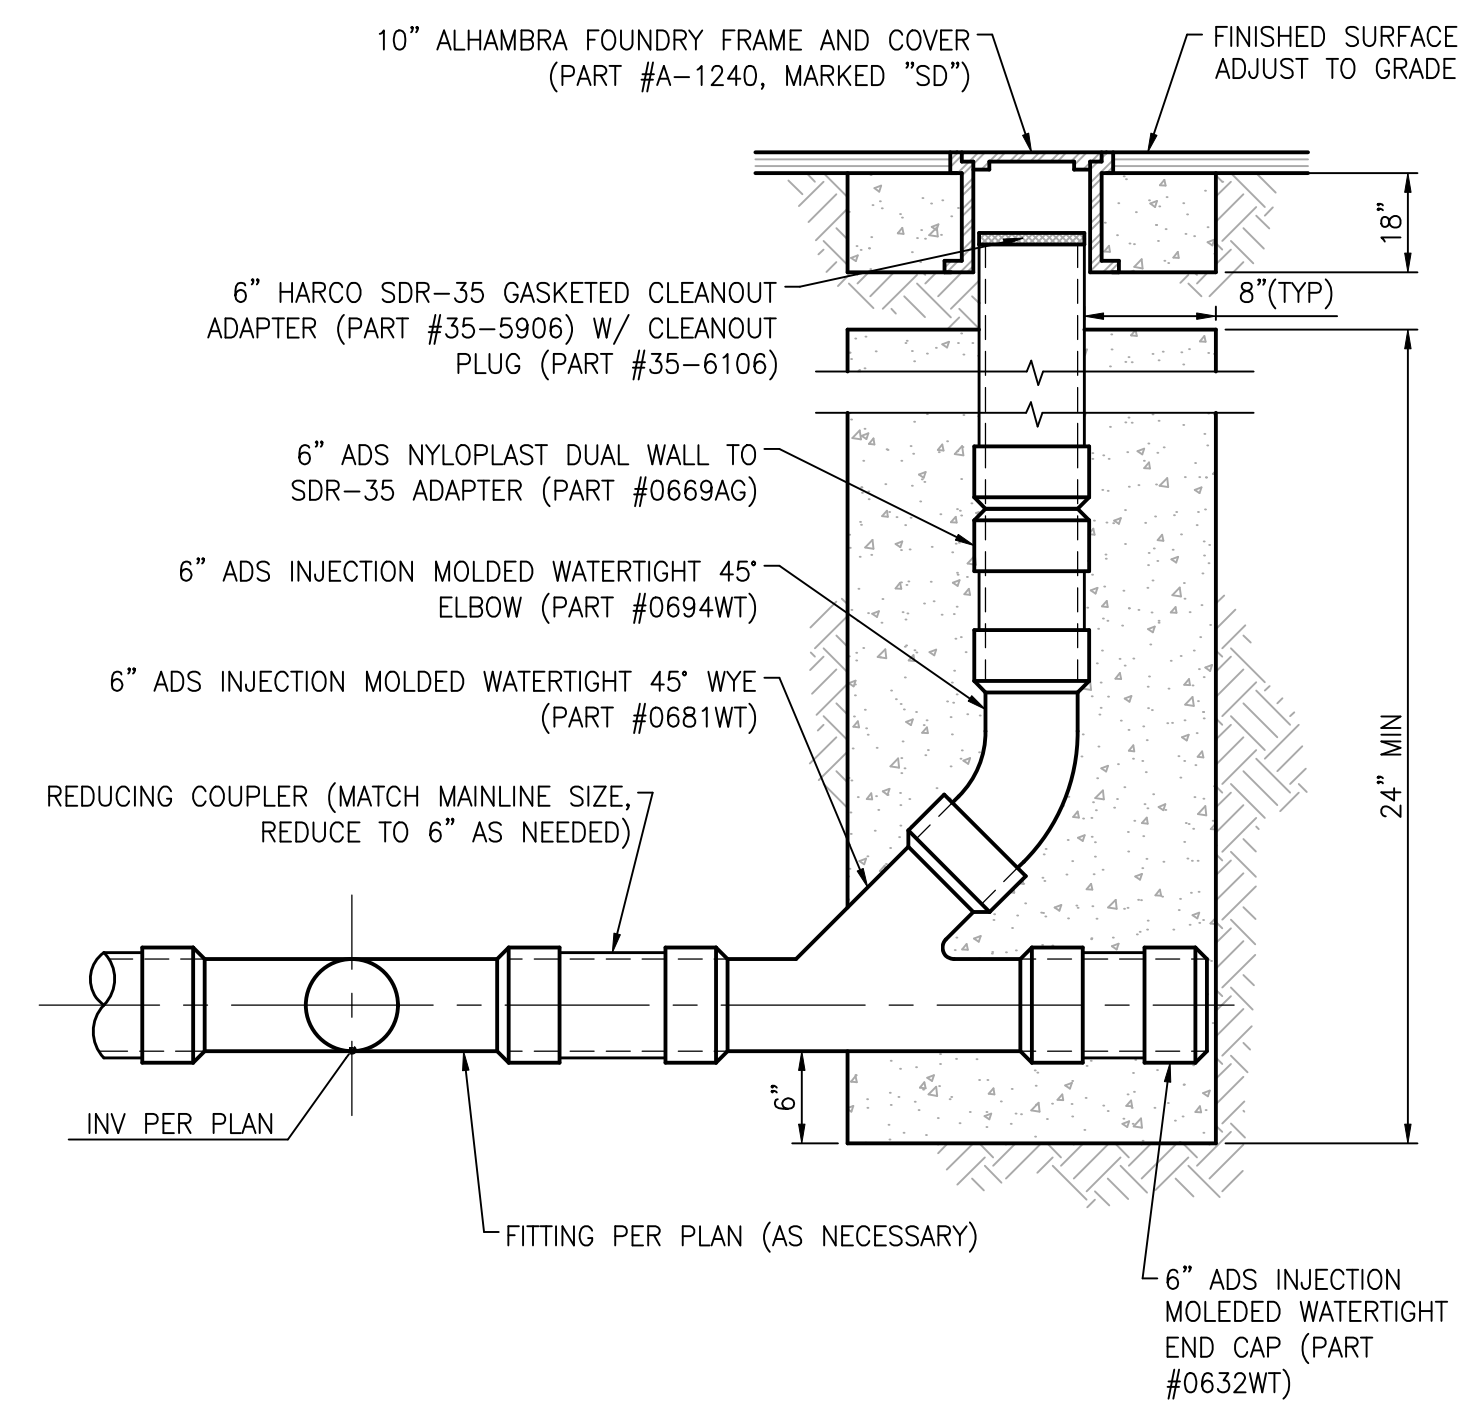 10” ALHAMBRA FOUNDRY FRAME AND COVER
(PART #A-1240, MARKED ”SD”)
FINISHED SURFACE
ADJUST TO GRADE
18”
6” HARCO SDR-35 GASKETED CLEANOUT
ADAPTER (PART #35-5906) W/ CLEANOUT
PLUG (PART #35-6106)
8”(TYP)
6” ADS NYLOPLAST DUAL WALL TO
SDR-35 ADAPTER (PART #0669AG)
6” ADS INJECTION MOLDED WATERTIGHT 45°
ELBOW (PART #0694WT)
6” ADS INJECTION MOLDED WATERTIGHT 45° WYE
(PART #0681WT)
24” MIN
REDUCING COUPLER (MATCH MAINLINE SIZE,
REDUCE TO 6” AS NEEDED)
6”
INV PER PLAN
FITTING PER PLAN (AS NECESSARY)
6” ADS INJECTION
MOLEDED WATERTIGHT
END CAP (PART
#0632WT)